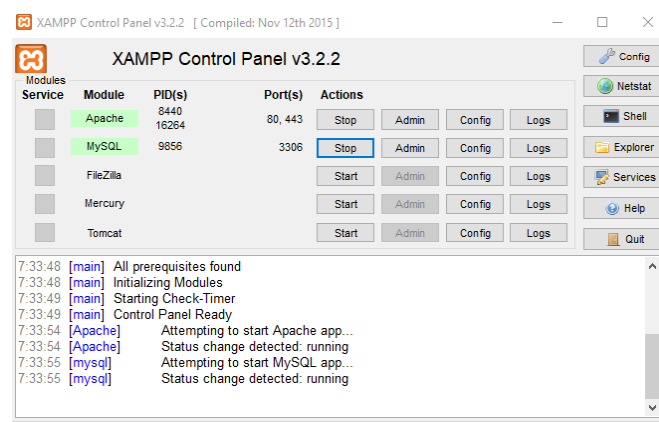 XAMPP Control Panel v3.2.2 [ Compiled: Nov 12th 2015 ]
XAMPP Control Panel v3.2.2
Config
Modules
Service Module PID(s) Port(s) Actions
Netstat
Apache 8440 16264 80, 443 Stop Admin Config Logs
Shell
MySQL 9856 3306 Stop Admin Config Logs
Explorer
FileZilla Start Admin Config Logs
Services
Mercury Start Admin Config Logs
Help
Tomcat Start Admin Config Logs
Quit
7:33:48 [main] All prerequisites found
7:33:48 [main] Initializing Modules
7:33:49 [main] Starting Check-Timer
7:33:49 [main] Control Panel Ready
7:33:54 [Apache] Attempting to start Apache app...
7:33:54 [Apache] Status change detected: running
7:33:55 [mysql] Attempting to start MySQL app...
7:33:55 [mysql] Status change detected: running